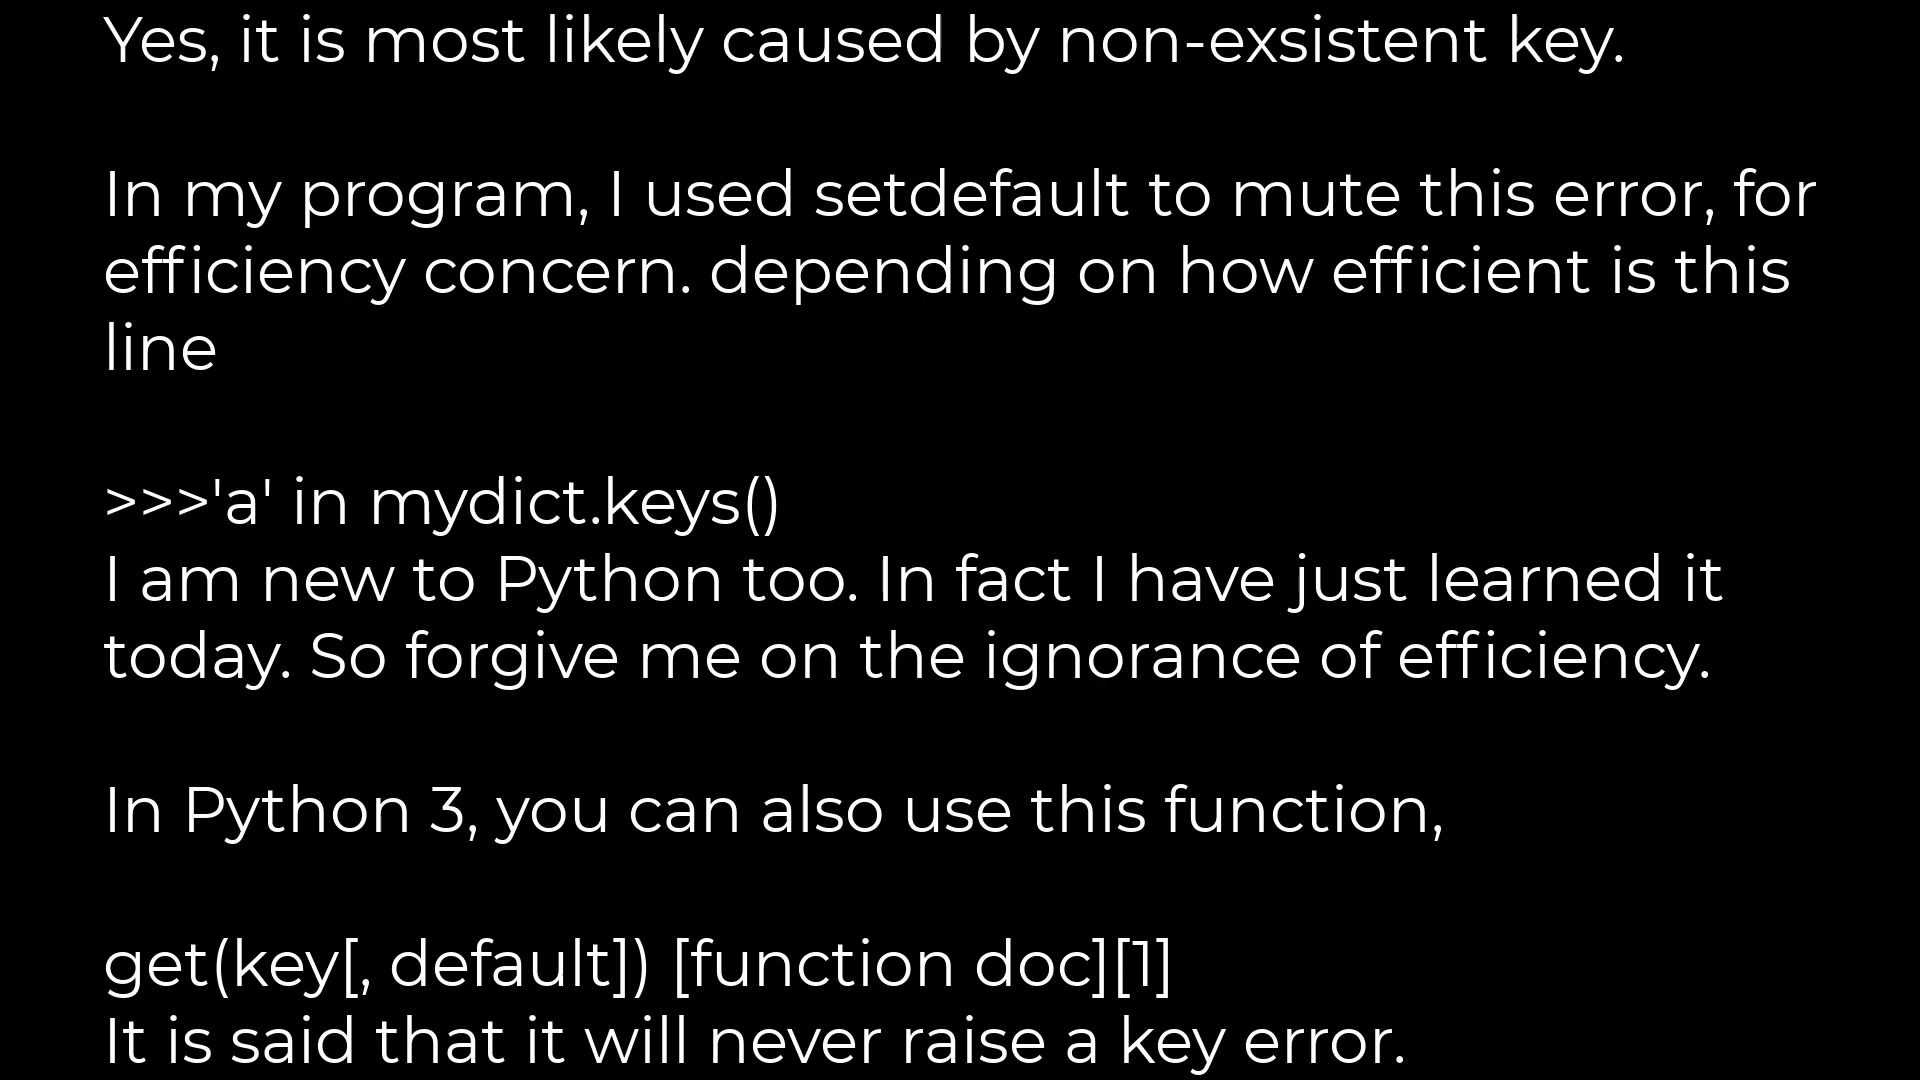 Yes, it is most likely caused by non-exsistent key.
In my program, I used setdefault to mute this error, for
efficiency concern. depending on how efficient is this
line
>>>'a' in mydict.keys()
I am new to Python too. In fact I have just learned it
today. So forgive me on the ignorance of efficiency.
In Python 3, you can also use this function,
get(key[, default]) [function doc][1]
It is said that it will never raise a key error.